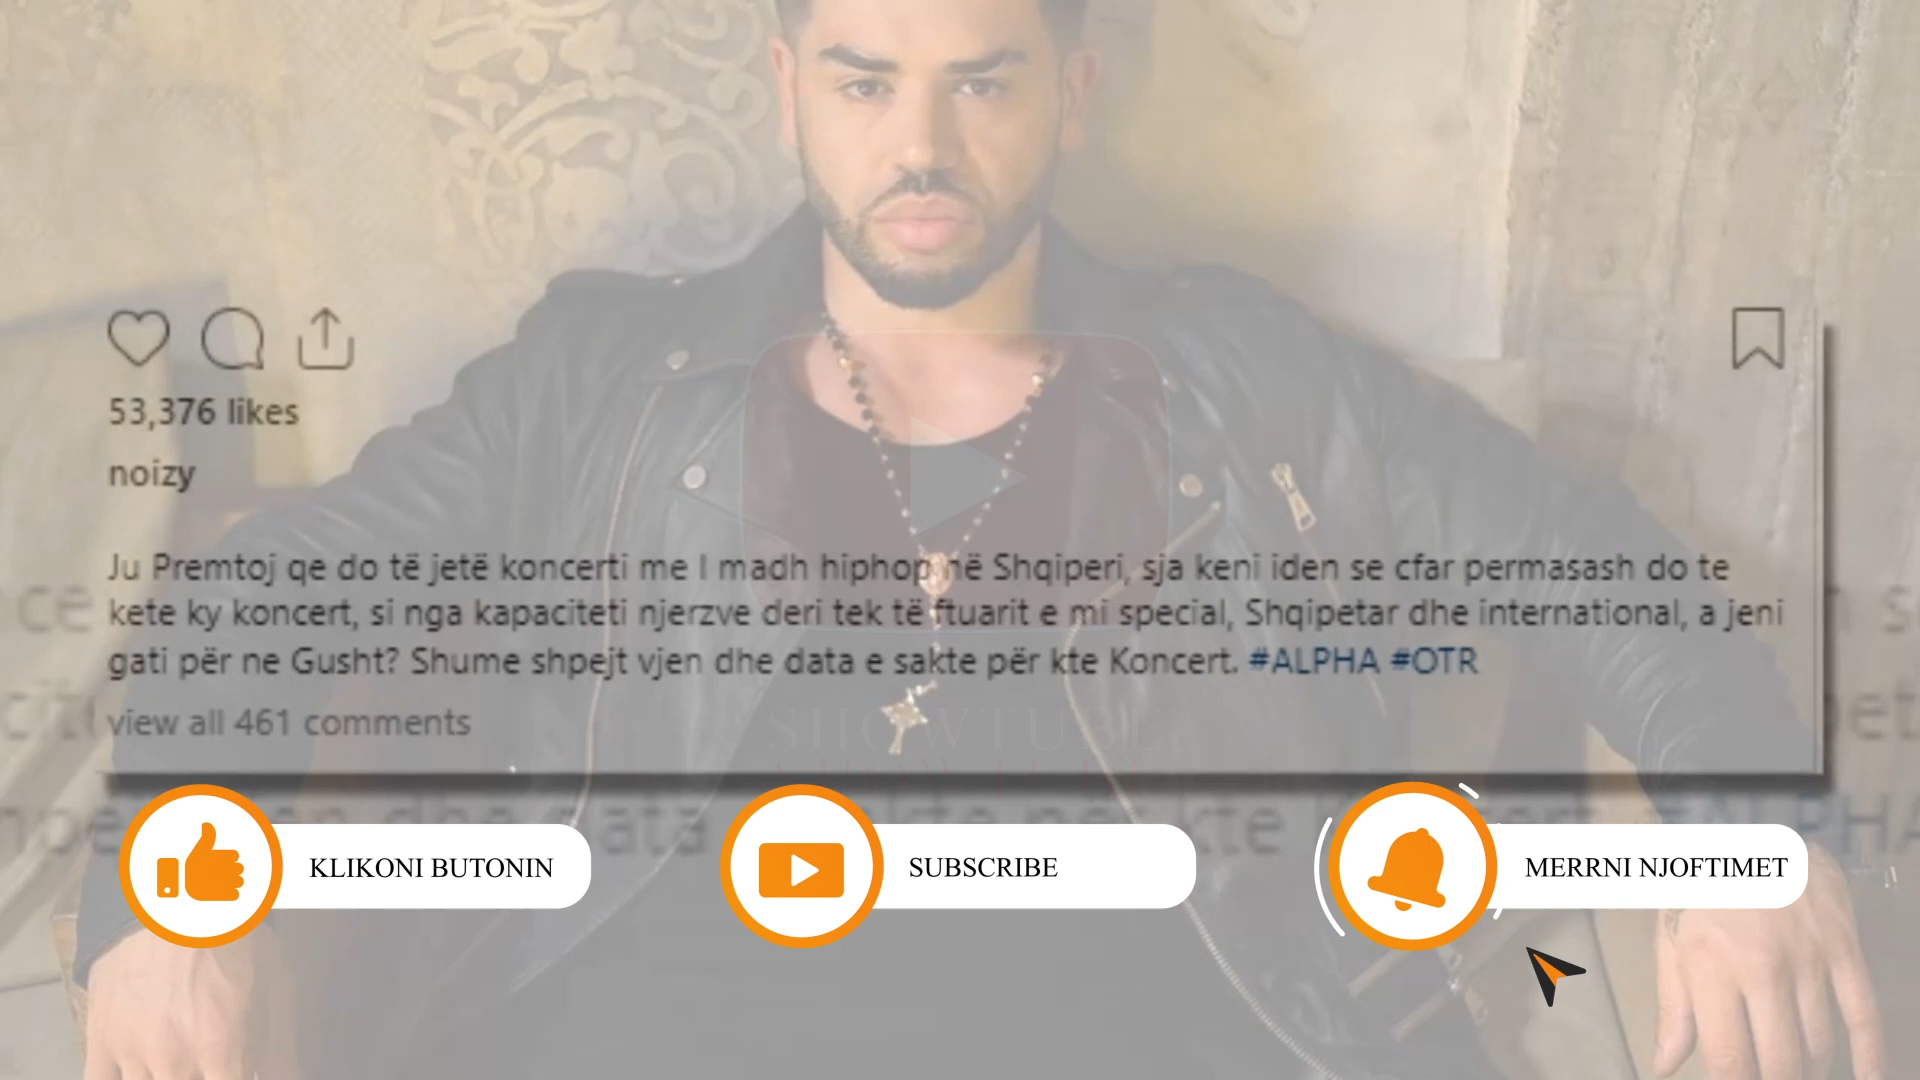 53,376 likes
noizy
Ju Premtoj qe do të jetë koncerti me I madh hiphop në Shqiperi, sja keni iden se cfar permasash do te
kete ky koncert, si nga kapaciteti njerzve deri tek të ftuarit e mi special, Shqipetar dhe international, a jeni
gati për ne Gusht? Shume shpejt vjen dhe data e sakte për kte Koncert. #ALPHA #OTR
view all 461 comments
SHOWTUBE
KLIKONI BUTONIN
SUBSCRIBE
MERRNI NJOFTIMET